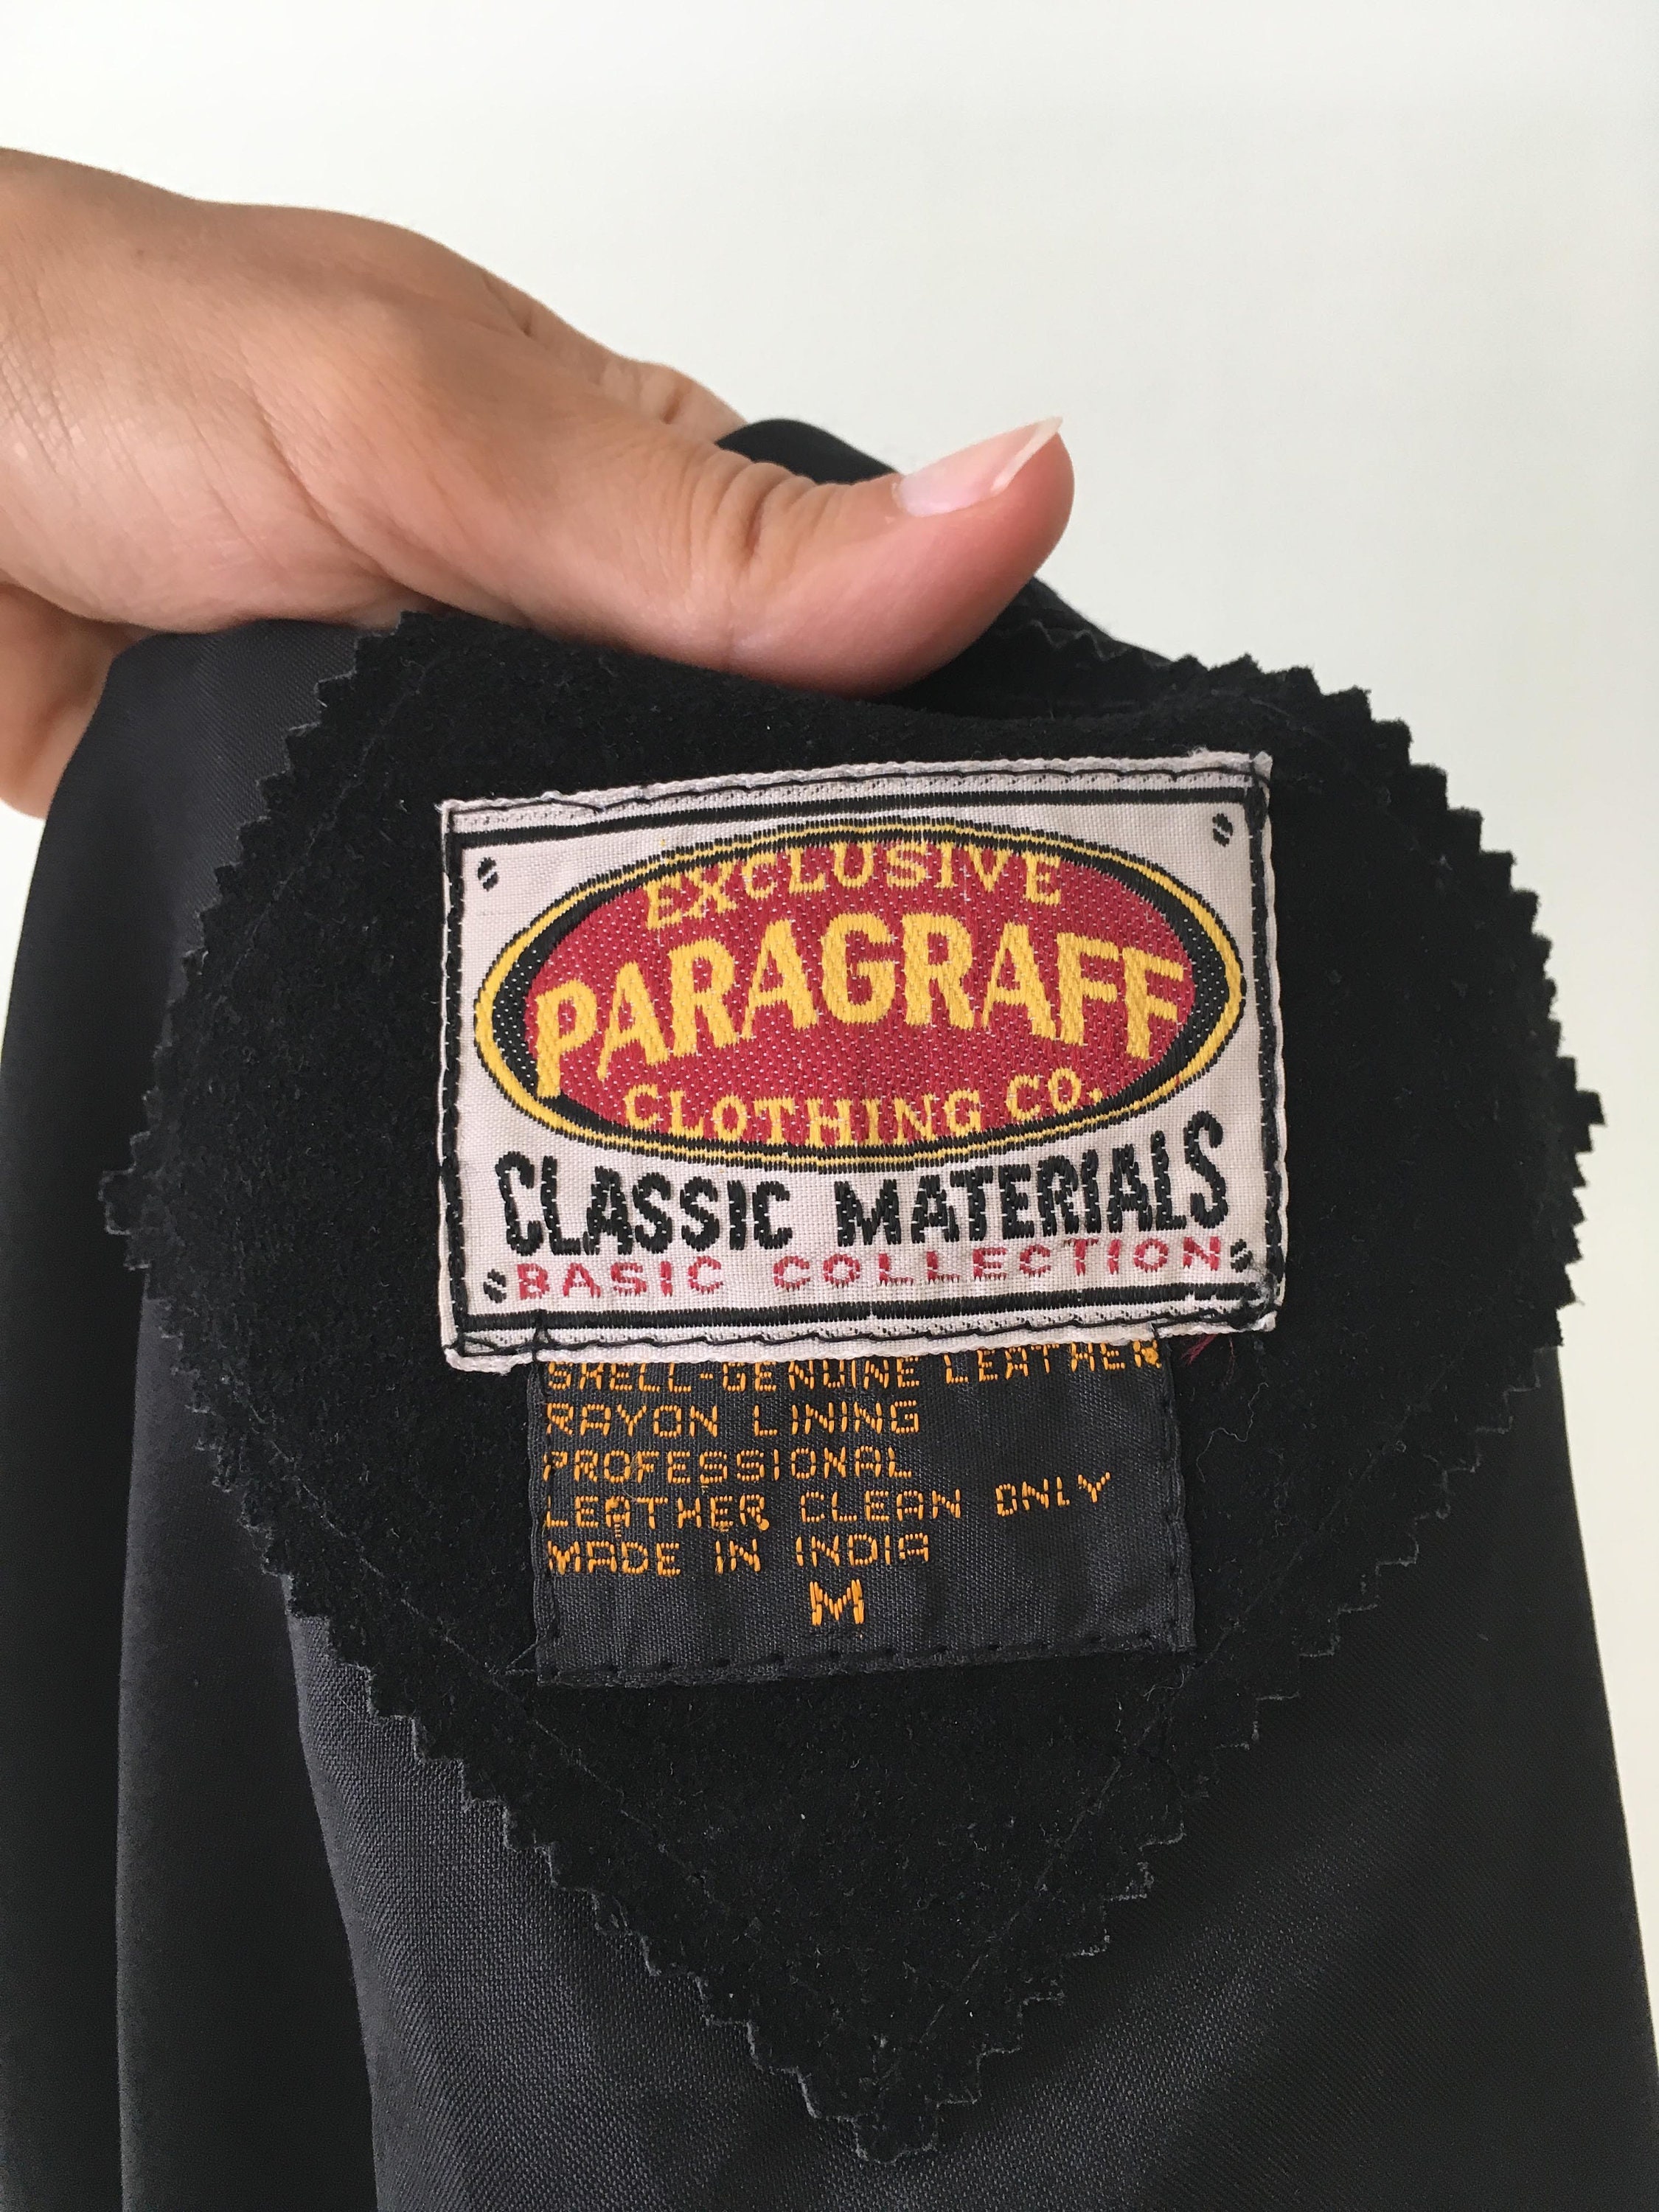 EXCLUSIVE
PARAGRAFF
CLOTHING CO.
CLASSIC MATERIALS
BASIC COLLECTION
SHELL-GENUINE LEATHER
RAYON LINING
PROFESSIONAL
LEATHER CLEAN ONLY
MADE IN INDIA
M